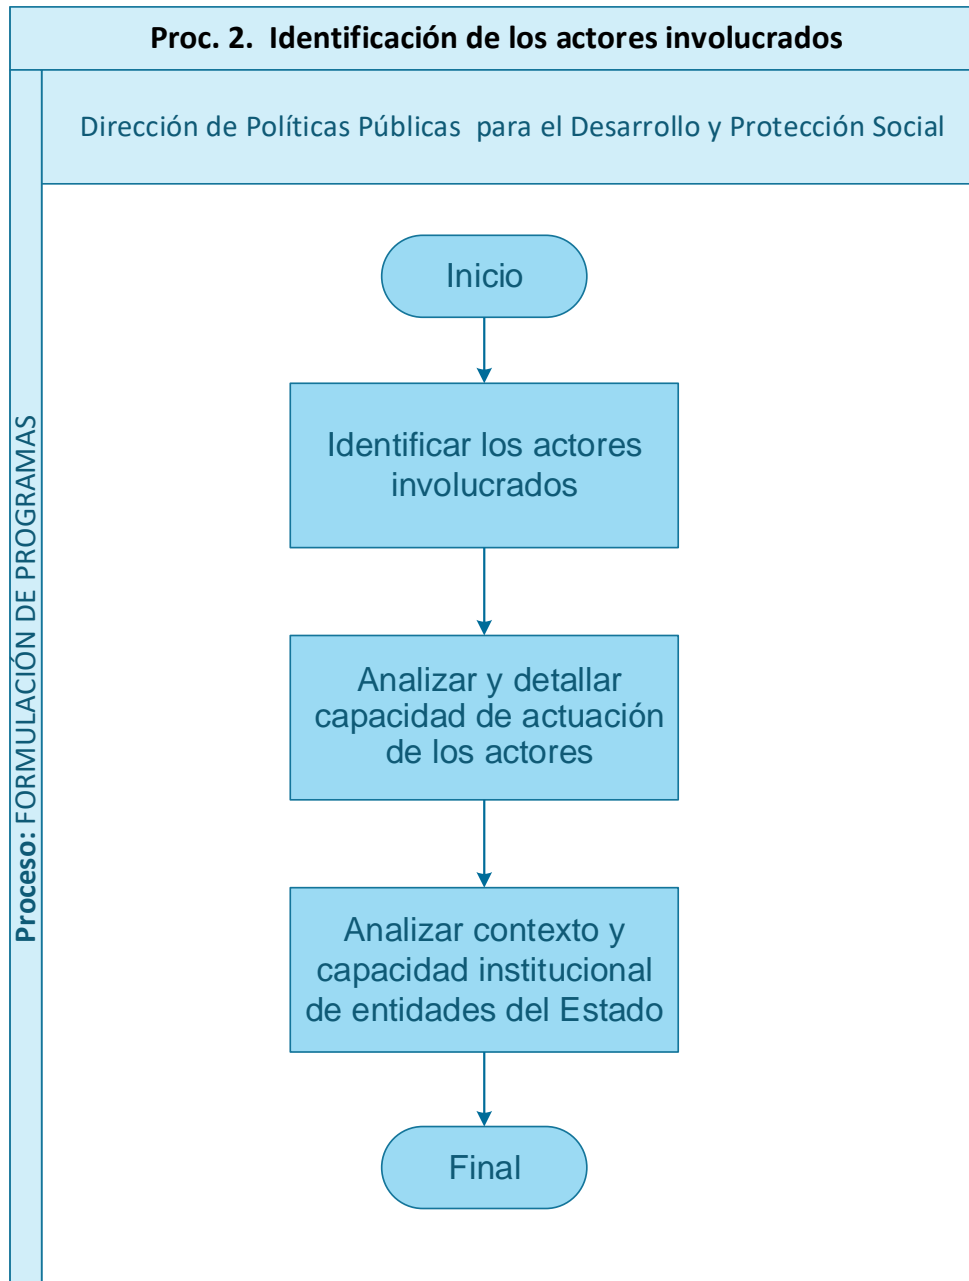 Proc. 2.  Identificación de los actores involucrados
Dirección de Políticas Públicas  para el Desarrollo y Protección Social
Proceso: FORMULACIÓN DE PROGRAMAS
Inicio
Identificar los actores
involucrados
Analizar y detallar
capacidad de actuación
de los actores
Analizar contexto y
capacidad institucional
de entidades del Estado
Final